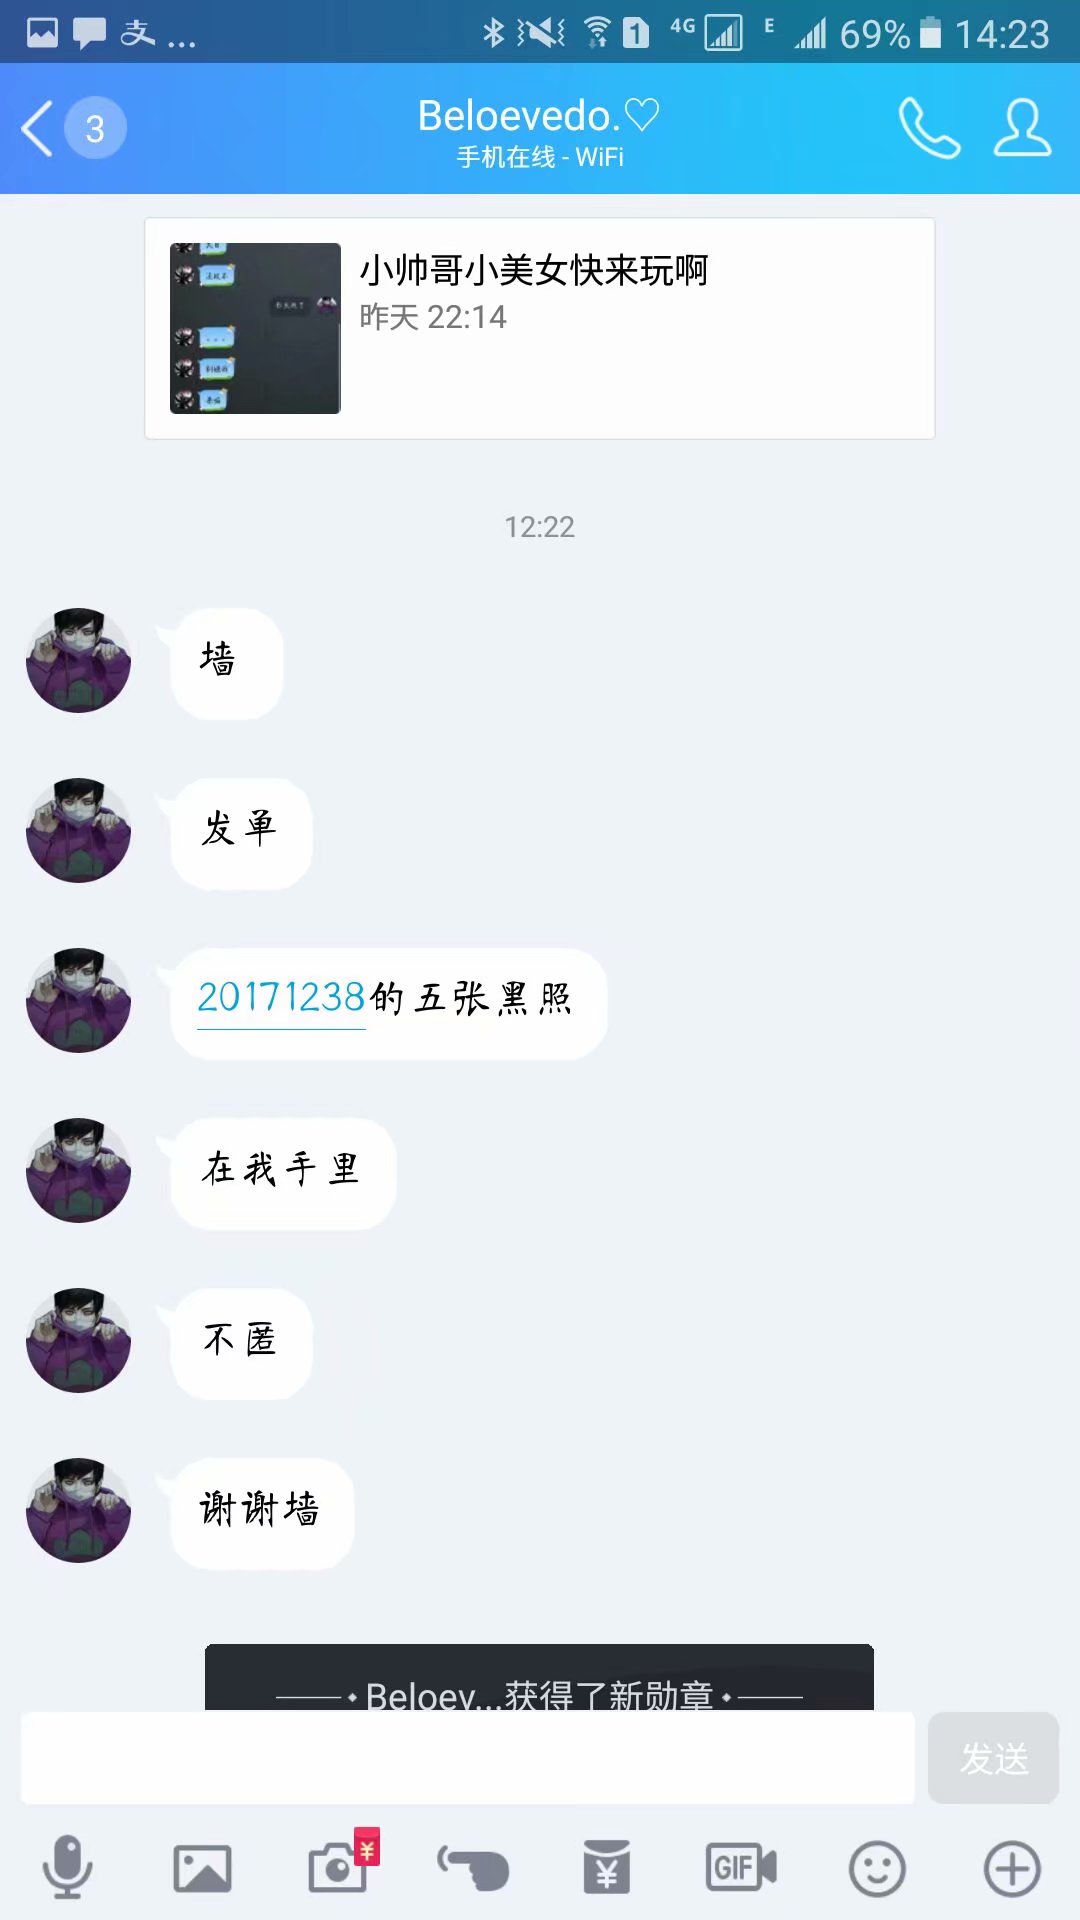 支 ... 1 4G E 69% 14:23
3
Beloevedo.♡
手机在线 - WiFi
小帅哥小美女快来玩啊
昨天 22:14
12:22
墙
发单
20171238的五张黑照
在我手里
不匿
谢谢墙
Beloev...获得了新勋章
发送
¥
¥
GIF